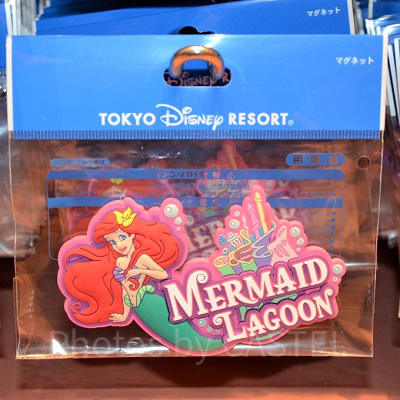 マグネット
マグネット
TOKYO Disney RESORT®
MERMAID
LAGOON
Photos by CASTEL